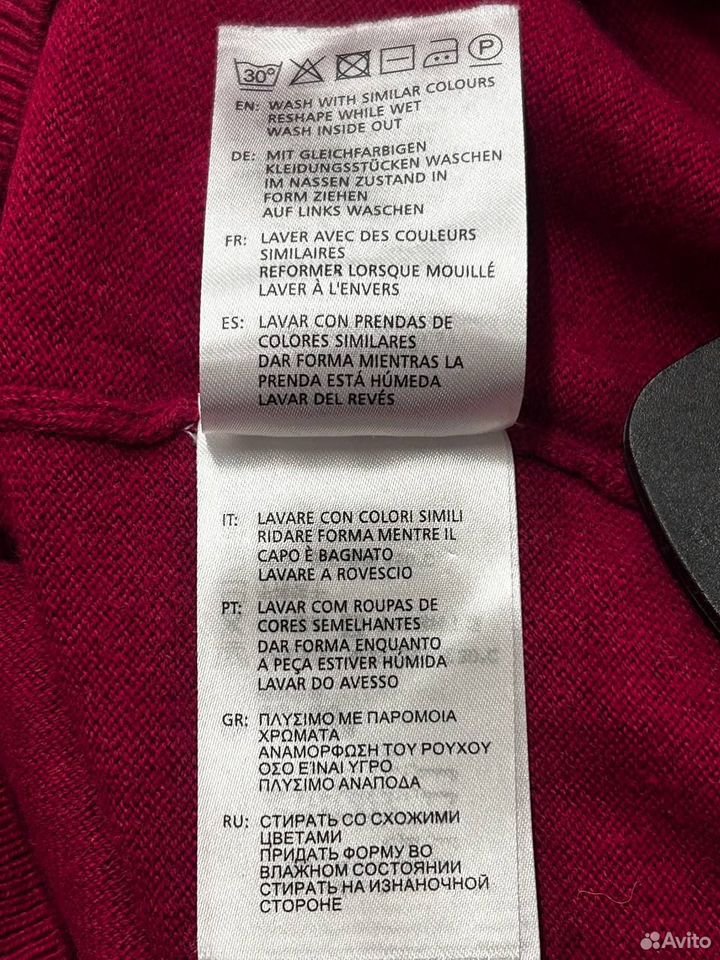 30°
P
EN: WASH WITH SIMILAR COLOURS
RESHAPE WHILE WET
WASH INSIDE OUT
DE: MIT GLEICHFARBIGEN
KLEIDUNGSSTÜCKEN WASCHEN
IM NASSEN ZUSTAND IN
FORM ZIEHEN
AUF LINKS WASCHEN
FR: LAVER AVEC DES COULEURS
SIMILAIRES
REFORMER LORSQUE MOUILLÉ
LAVER À L'ENVERS
ES: LAVAR CON PRENDAS DE
COLORES SIMILARES
DAR FORMA MIENTRAS LA
PRENDA ESTÁ HÚMEDA
LAVAR DEL REVÉS
IT: LAVARE CON COLORI SIMILI
RIDARE FORMA MENTRE IL
CAPO È BAGNATO
LAVARE A ROVESCIO
PT: LAVAR COM ROUPAS DE
CORES SEMELHANTES
DAR FORMA ENQUANTO
A PEÇA ESTIVER HÚMIDA
LAVAR DO AVESSO
GR: ΠΛΥΣΙΜΟ ΜΕ ΠΑΡΟΜΟΙΑ
ΧΡΩΜΑΤΑ
ΑΝΑΜΟΡΦΩΣΗ ΤΟΥ ΡΟΥΧΟΥ
ΟΣΟ ΕΊΝΑΙ ΥΓΡΟ
ΠΛΥΣΙΜΟ ΑΝΑΠΟΔΑ
RU: СТИРАТЬ СО СХОЖИМИ
ЦВЕТАМИ
ПРИДАТЬ ФОРМУ ВО
ВЛАЖНОМ СОСТОЯНИИ
СТИРАТЬ НА ИЗНАНОЧНОЙ
СТОРОНЕ
Avito